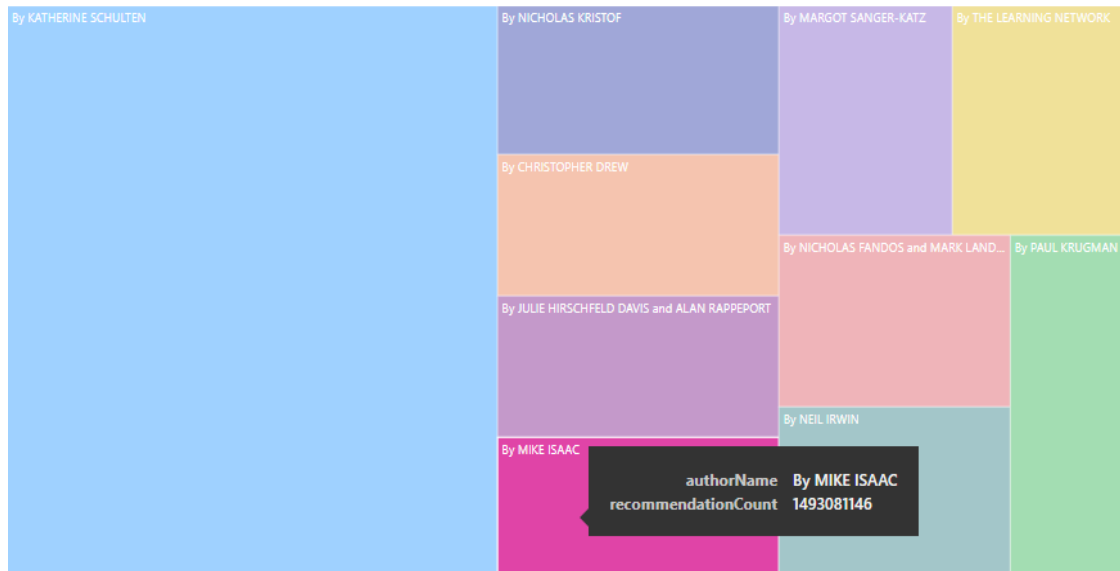 By KATHERINE SCHULTEN
By NICHOLAS KRISTOF
By CHRISTOPHER DREW
By JULIE HIRSCHFELD DAVIS and ALAN RAPPEPORT
By MIKE ISAAC
By MARGOT SANGER-KATZ
By THE LEARNING NETWORK
By NICHOLAS FANDOS and MARK LAND...
By PAUL KRUGMAN
By NEIL IRWIN
authorName By MIKE ISAAC
recommendationCount 1493081146